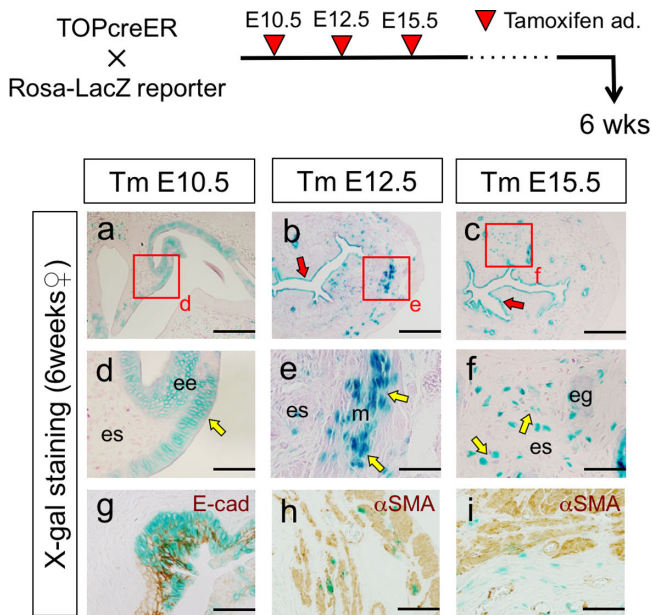 TOPcreER
×
Rosa-LacZ reporter
E10.5 E12.5 E15.5 Tamoxifen ad.
6 wks
Tm E10.5 Tm E12.5 Tm E15.5
X-gal staining (6weeks♀)
a b c
d e f
d e f
ee es m es eg es
g E-cad h αSMA i αSMA